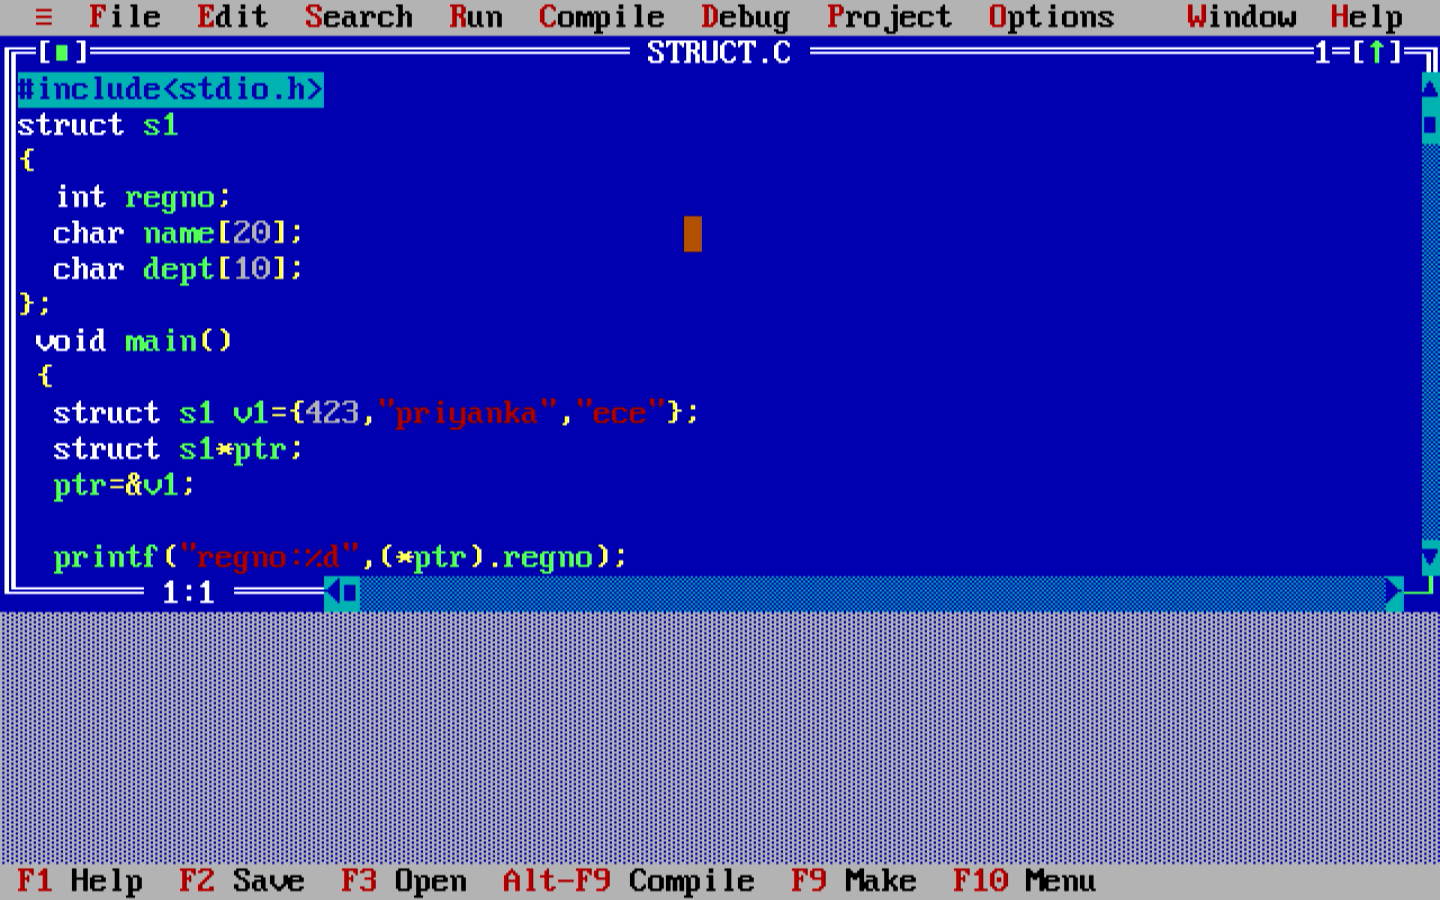 ≡ File Edit Search Run Compile Debug Project Options Window Help
[■] STRUCT.C 1=[↑]
#include<stdio.h>
struct s1
{
int regno;
char name[20];
char dept[10];
};
void main()
{
struct s1 v1={423,"priyanka","ece"};
struct s1*ptr;
ptr=&v1;
printf("regno:%d",(*ptr).regno);
1:1
F1 Help F2 Save F3 Open Alt-F9 Compile F9 Make F10 Menu